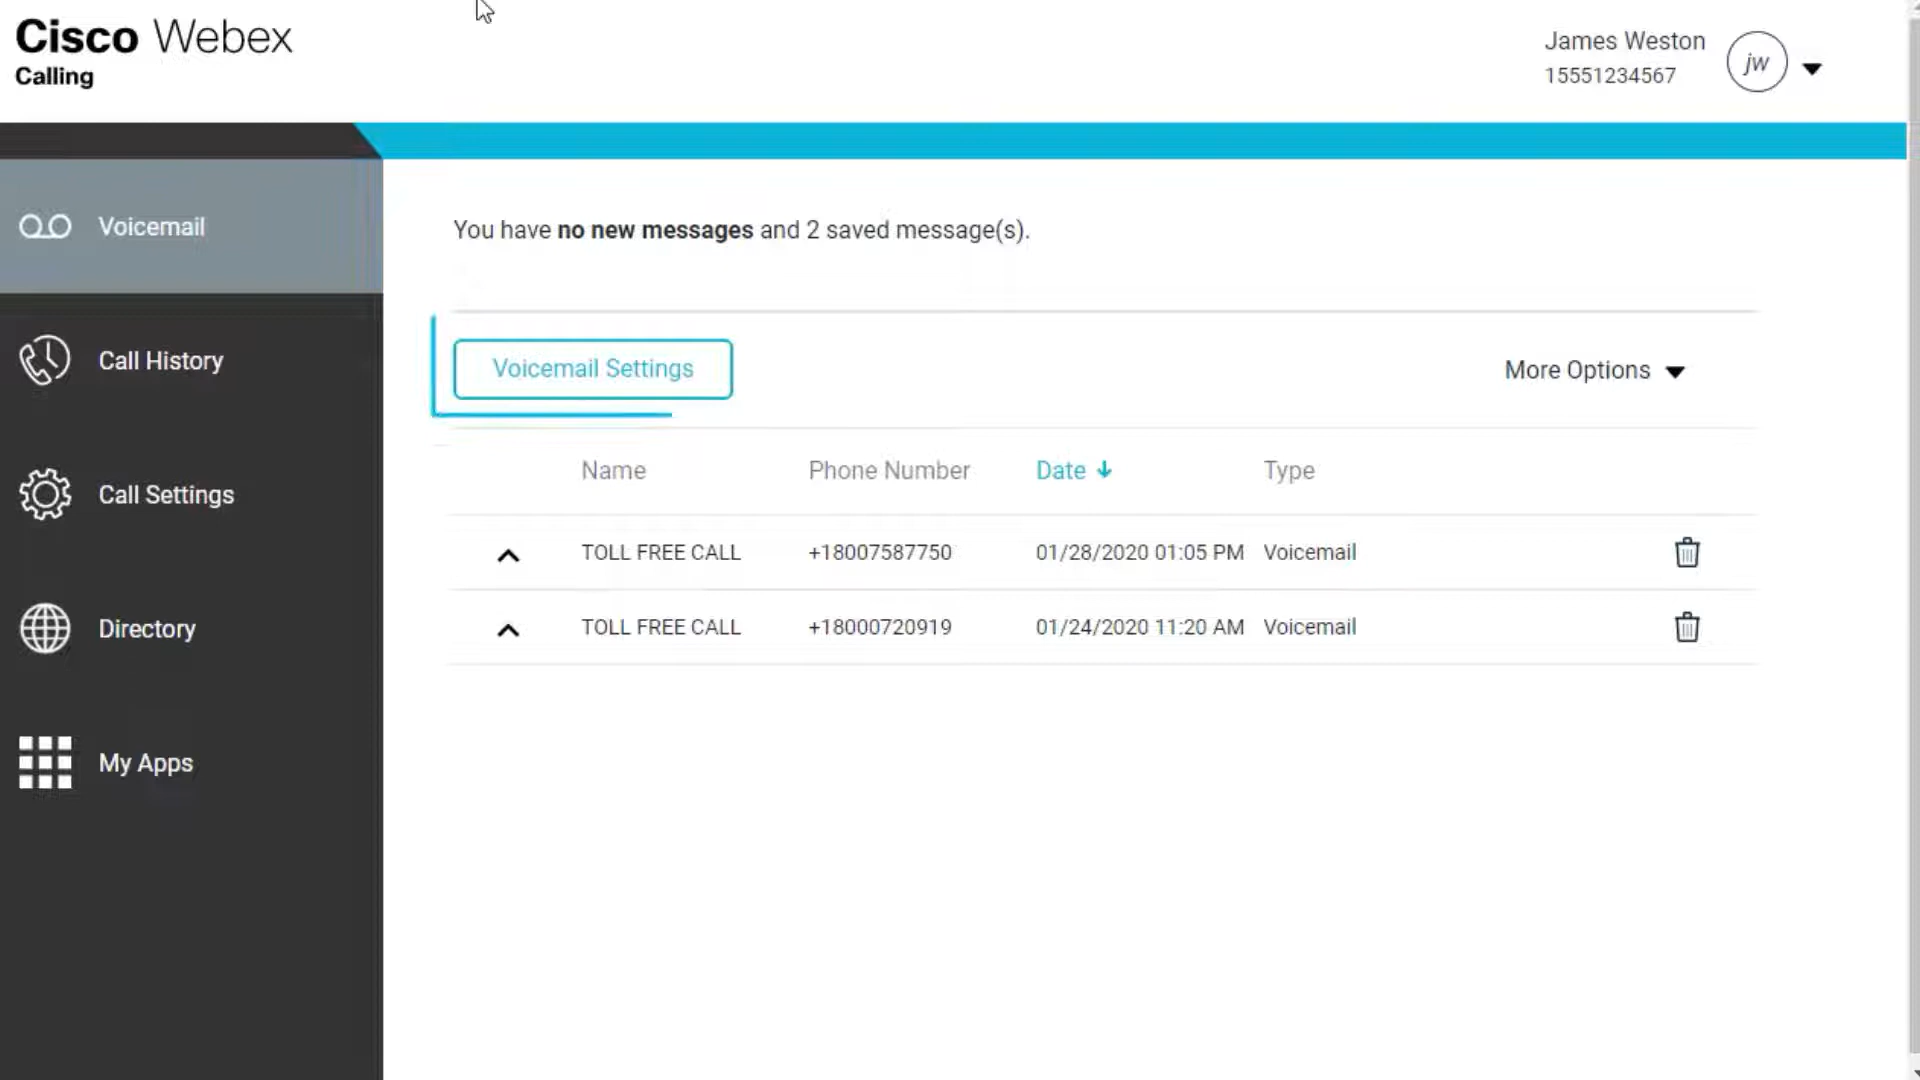 Cisco Webex
Calling
James Weston
15551234567
jw
Voicemail
Call History
Call Settings
Directory
My Apps
You have no new messages and 2 saved message(s).
Voicemail Settings
More Options
Name Phone Number Date Type
TOLL FREE CALL +18007587750 01/28/2020 01:05 PM Voicemail
TOLL FREE CALL +18000720919 01/24/2020 11:20 AM Voicemail